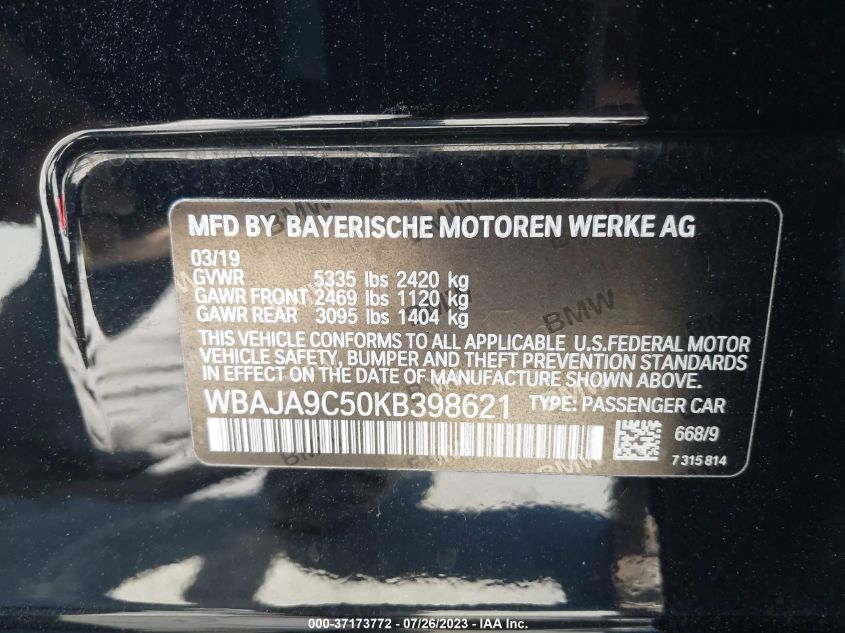 MFD BY BAYERISCHE MOTOREN WERKE AG
03/19
GVWR 5335 lbs 2420 kg
GAWR FRONT 2469 lbs 1120 kg
GAWR REAR 3095 lbs 1404 kg
THIS VEHICLE CONFORMS TO ALL APPLICABLE U.S.FEDERAL MOTOR
VEHICLE SAFETY, BUMPER AND THEFT PREVENTION STANDARDS
IN EFFECT ON THE DATE OF MANUFACTURE SHOWN ABOVE.
WBAJA9C50KB398621 TYPE: PASSENGER CAR
668/9
7 315 814
000-37173772 - 07/26/2023 - IAA Inc.